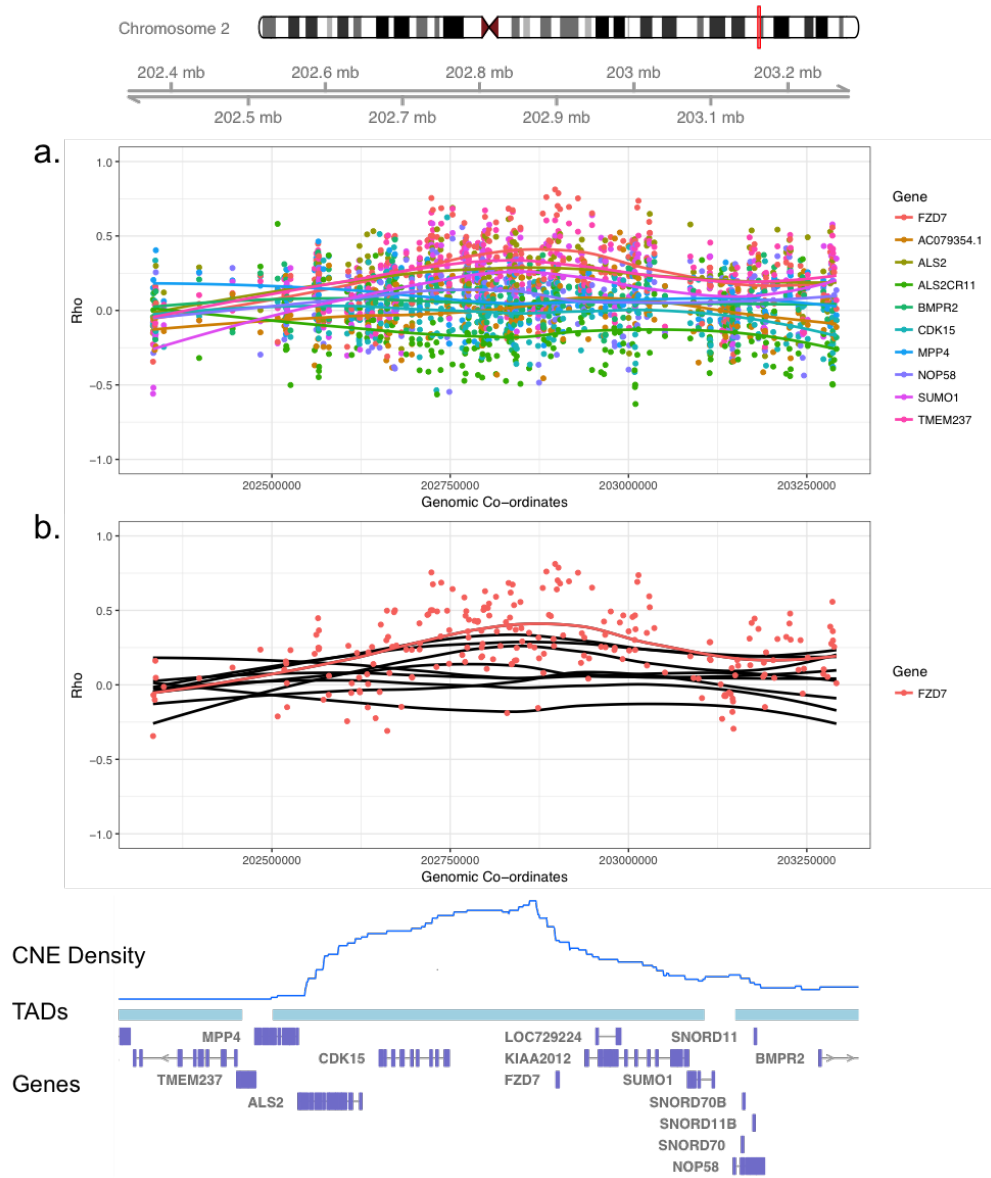 Chromosome 2
202.4 mb 202.6 mb 202.8 mb 203 mb 203.2 mb
202.5 mb 202.7 mb 202.9 mb 203.1 mb
a.
1.0
0.5
0.0
−0.5
−1.0
Rho
202500000 202750000 203000000 203250000
Genomic Co-ordinates
Gene
FZD7
AC079354.1
ALS2
ALS2CR11
BMPR2
CDK15
MPP4
NOP58
SUMO1
TMEM237
b.
1.0
0.5
0.0
−0.5
−1.0
Rho
202500000 202750000 203000000 203250000
Genomic Co-ordinates
Gene
FZD7
CNE Density
TADs
Genes
MPP4 LOC729224 SNORD11
CDK15 KIAA2012 BMPR2
TMEM237 FZD7 SUMO1
ALS2 SNORD70B
SNORD11B
SNORD70
NOP58